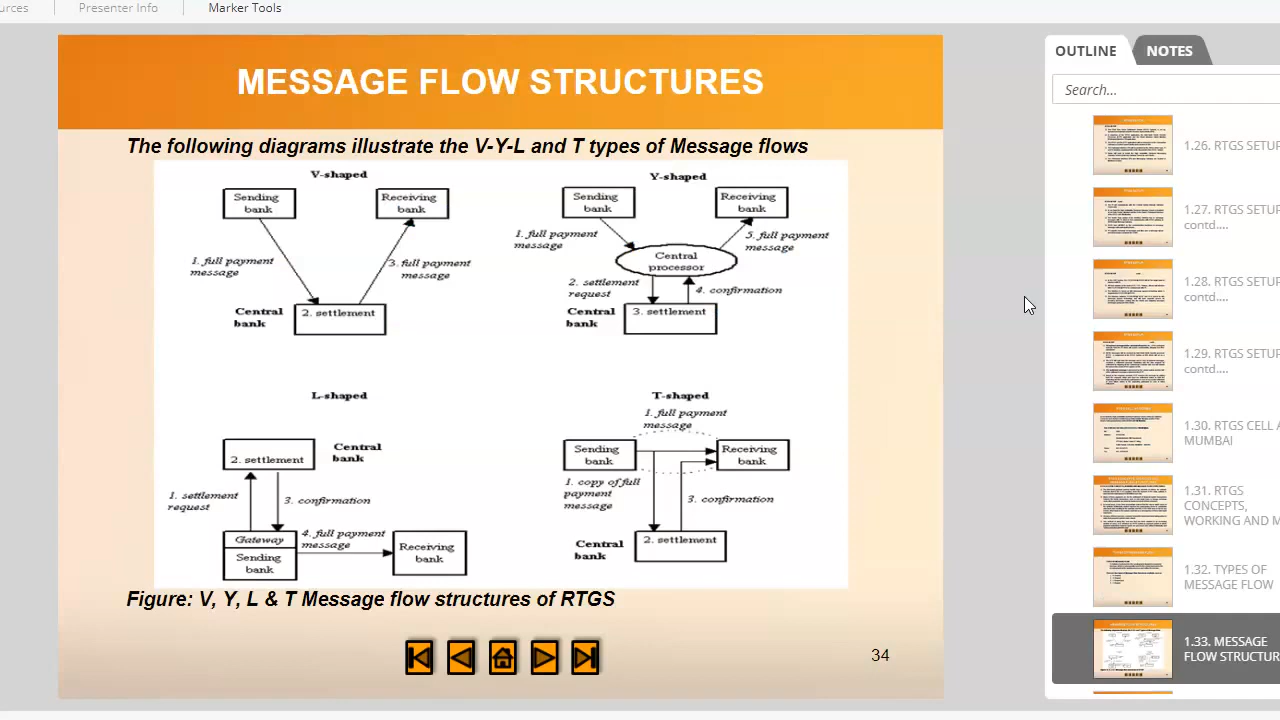 urces
Presenter Info
Marker Tools
MESSAGE FLOW STRUCTURES
The following diagrams illustrate the V-Y-L and T types of Message flows
V-shaped
Sending
bank
Receiving
bank
1. full payment
message
3. full payment
message
Central
bank
2. settlement
Y-shaped
Sending
bank
Receiving
bank
1. full payment
message
5. full payment
message
Central
processor
2. settlement
request
4. confirmation
Central
bank
3. settlement
L-shaped
2. settlement
Central
bank
1. settlement
request
3. confirmation
Gateway
Sending
bank
4. full payment
message
Receiving
bank
T-shaped
1. full payment
message
Sending
bank
Receiving
bank
1. copy of full
payment
message
3. confirmation
Central
bank
2. settlement
Figure: V, Y, L & T Message flow structures of RTGS
34
OUTLINE
NOTES
Search...
1.26. RTGS SETUP
1.27. RTGS SETUP
contd....
1.28. RTGS SETUP
contd....
1.29. RTGS SETUP
contd....
1.30. RTGS CELL A
MUMBAI
1.31. RTGS
CONCEPTS,
WORKING AND M
1.32. TYPES OF
MESSAGE FLOW
1.33. MESSAGE
FLOW STRUCTUR